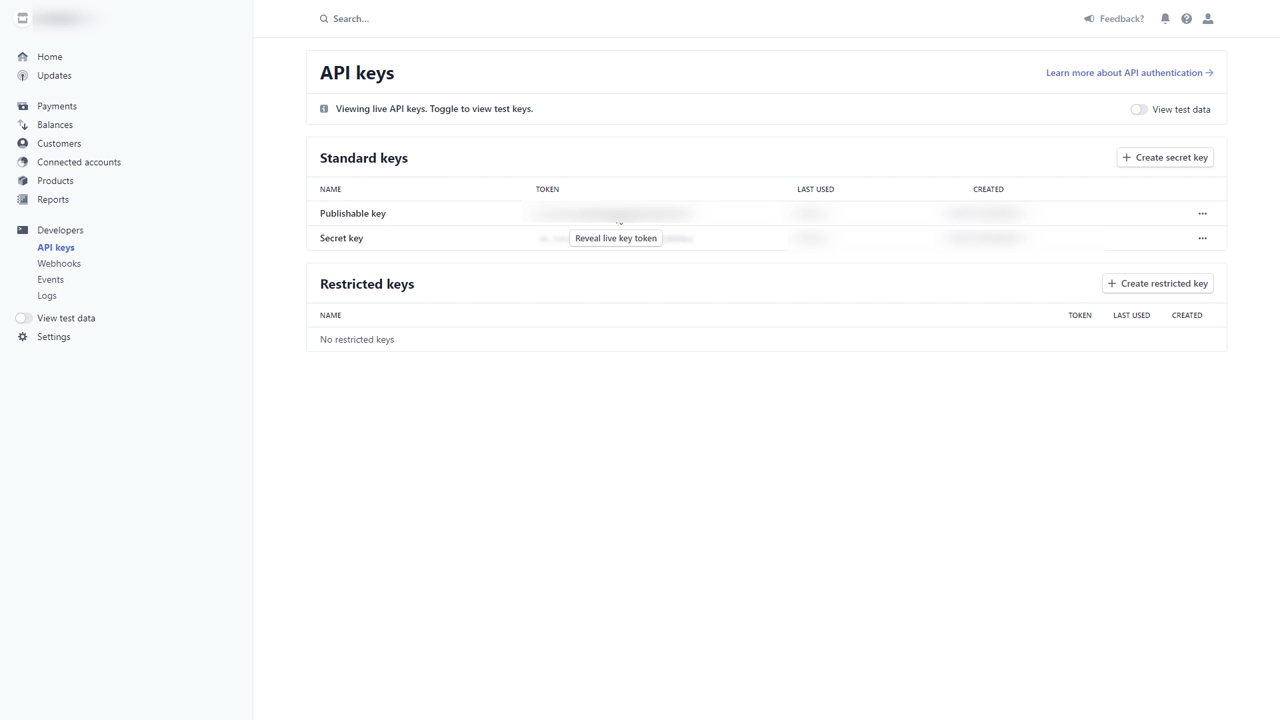 Search...
Feedback?
Home
Updates
Payments
Balances
Customers
Connected accounts
Products
Reports
Developers
API keys
Webhooks
Events
Logs
View test data
Settings
API keys
Learn more about API authentication →
Viewing live API keys. Toggle to view test keys.
View test data
Standard keys
+ Create secret key
NAME TOKEN LAST USED CREATED
Publishable key
Secret key
Reveal live key token
Restricted keys
+ Create restricted key
NAME TOKEN LAST USED CREATED
No restricted keys